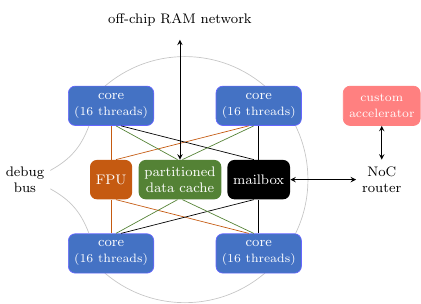 off-chip RAM network
core
(16 threads)
core
(16 threads)
custom
accelerator
debug
bus
FPU
partitioned
data cache
mailbox
NoC
router
core
(16 threads)
core
(16 threads)